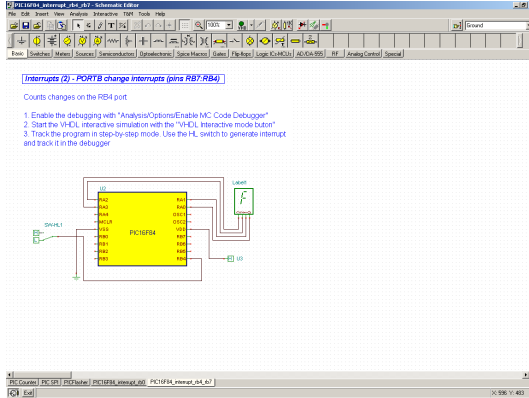 PIC16F84_interrupt_rb4_rb7 - Schematic Editor
File Edit Insert View Analysis Interactive T&M Tools Help
100%
Ground
Basic Switches Meters Sources Semiconductors Optoelectronic Spice Macros Gates Flip-flops Logic ICs-MCUs AD/DA-555 RF Analog Control Special
Interrupts (2) - PORTB change interrupts (pins RB7:RB4)
Counts changes on the RB4 port
1. Enable the debugging with "Analysis/Options/Enable MC Code Debugger"
2. Start the VHDL interactive simulation with the "VHDL Interactive mode buton"
3. Track the program in step-by-step mode. Use the HL switch to generate interrupt
and track it in the debugger
U2
Label1
RA2 RA1
RA3 RA0
RA4 OSC1
MCLR OSC2
VSS VDD
RB0 RB7
RB1 RB6
RB2 RB5
RB3 RB4
PIC16F84
SW-HL1
H
L
H U3
PIC Counter PIC SPI PICFlasher PIC16F84_interrupt_rb0 PIC16F84_interrupt_rb4_rb7
Exit
X: 996 Y: 483